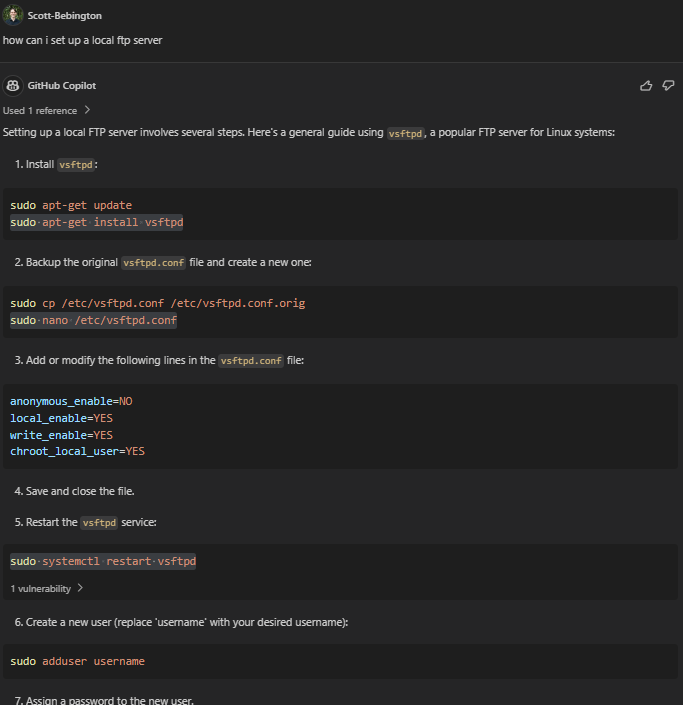 Scott-Bebington
how can i set up a local ftp server
GitHub Copilot
Used 1 reference
Setting up a local FTP server involves several steps. Here's a general guide using vsftpd, a popular FTP server for Linux systems:
1. Install vsftpd:
sudo apt-get update
sudo apt-get install vsftpd
2. Backup the original vsftpd.conf file and create a new one:
sudo cp /etc/vsftpd.conf /etc/vsftpd.conf.orig
sudo nano /etc/vsftpd.conf
3. Add or modify the following lines in the vsftpd.conf file:
anonymous_enable=NO
local_enable=YES
write_enable=YES
chroot_local_user=YES
4. Save and close the file.
5. Restart the vsftpd service:
sudo systemctl restart vsftpd
1 vulnerability
6. Create a new user (replace 'username' with your desired username):
sudo adduser username
7. Assign a password to the new user.